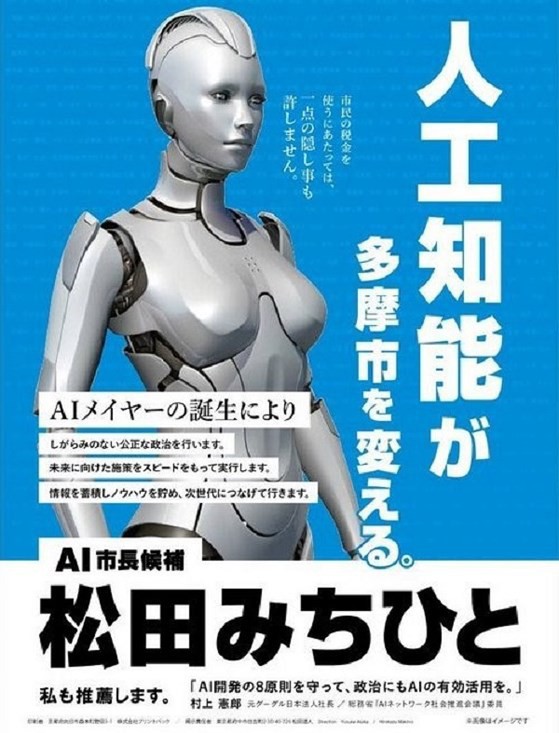 人工知能が
多摩市を変える。
市民の税金を
使うにあたっては、
一点の隠し事も
許しません。
AIメイヤーの誕生により
しがらみのない公正な政治を行います。
未来に向けた施策をスピードをもって実行します。
情報を蓄積しノウハウを貯め、次世代につなげて行きます。
AI市長候補
松田みちひと
私も推薦します。
「AI開発の8原則を守って、政治にもAIの有効活用を。」
村上 憲郎 元グーグル日本法人社長 / 総務省「AIネットワーク社会推進会議」委員
※画像はイメージです